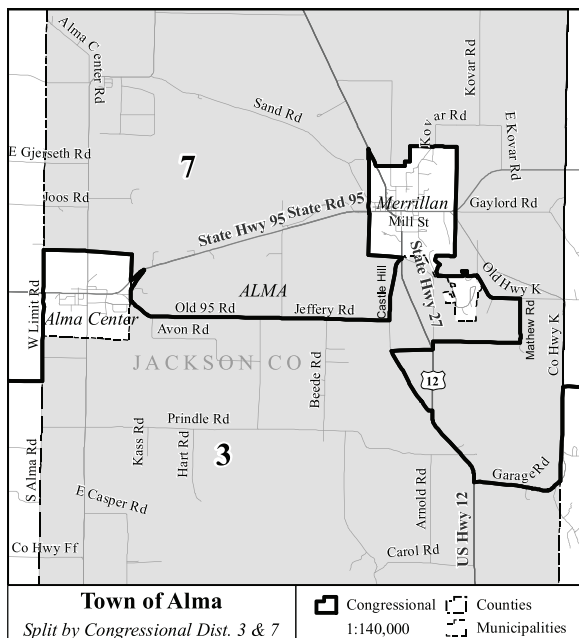 Alma Center Rd
Kovar Rd
Sand Rd
Kovar Rd
E Kovar Rd
E Gjerseth Rd
7
Joos Rd
Merrillan
Gaylord Rd
Mill St
State Hwy 95 State Rd 95
State Hwy 27
Old Hwy K
W Limit Rd
Alma Center
Old 95 Rd
ALMA
Jeffery Rd
Castle Hill
Mathew Rd
Co Hwy K
Avon Rd
JACKSON CO
Beede Rd
12
Prindle Rd
Kass Rd
Hart Rd
3
S Alma Rd
E Casper Rd
Garage Rd
Arnold Rd
US Hwy 12
Co Hwy Ff
Carol Rd
Town of Alma
Split by Congressional Dist. 3 & 7
Congressional
Counties
1:140,000
Municipalities